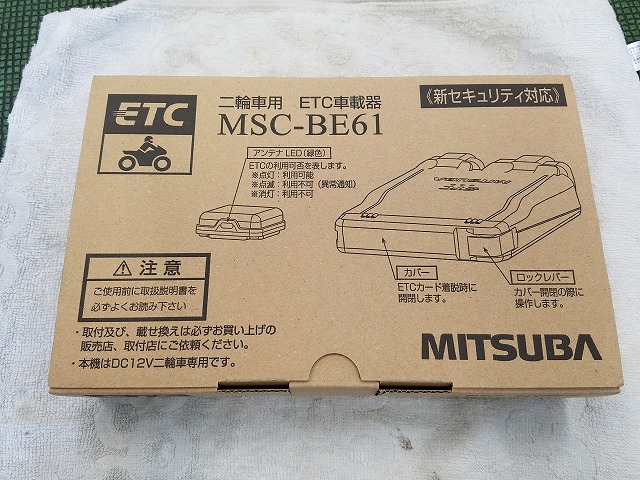 ETC
二輪車用 ETC車載器
MSC-BE61
《新セキュリティ対応》
アンテナLED(緑色)
ETCの利用可否を表します。
※点灯:利用可能
※点滅:利用不可(異常通知)
※消灯:利用不可
カバー
ETCカード着脱時に
開閉します。
ロックレバー
カバー開閉の際に
操作します。
注意
ご使用前に取扱説明書を
必ずよくお読み下さい
・取付及び、載せ換えは必ずお買い上げの
販売店、取付店にご依頼ください。
・本機はDC12V二輪車専用です。
MITSUBA